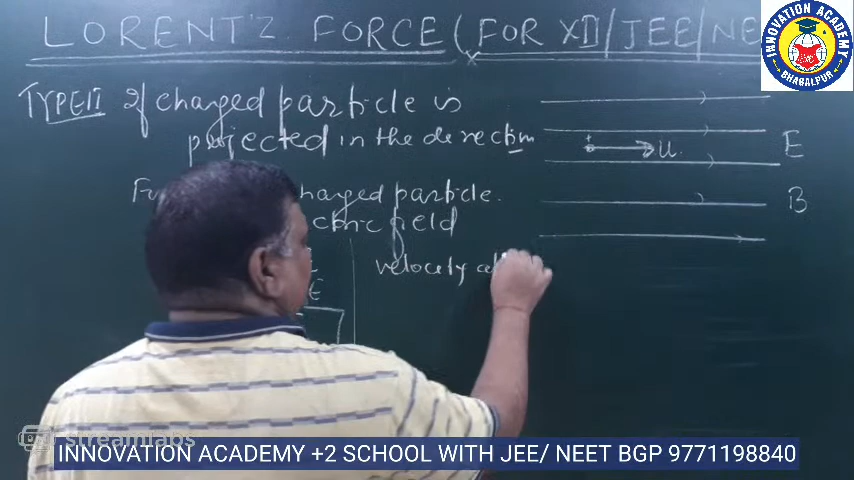 LORENT'Z FORCE (FOR XII/JEE/NE
INNOVATION ACADEMY
BHAGALPUR
TYPE II If charged particle is
projected in the direction
U
E
charged particle.
B
field
velocity
E
streamlabs
INNOVATION ACADEMY +2 SCHOOL WITH JEE/ NEET BGP 9771198840